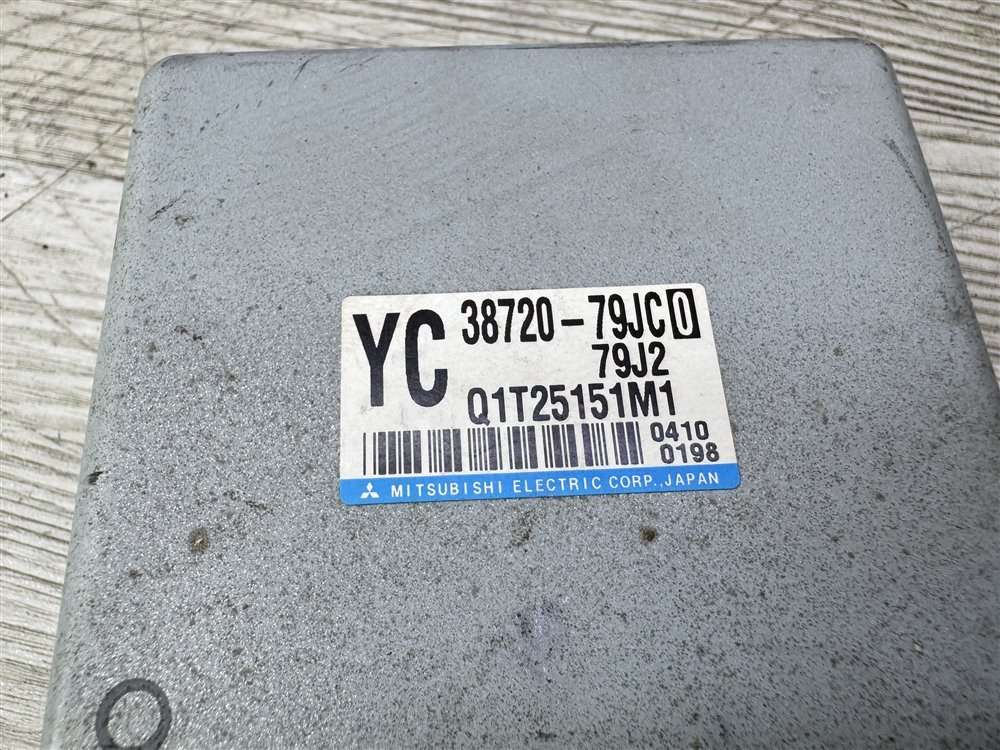 YC
38720-79JC0
79J2
Q1T25151M1
0410
0198
MITSUBISHI ELECTRIC CORP., JAPAN